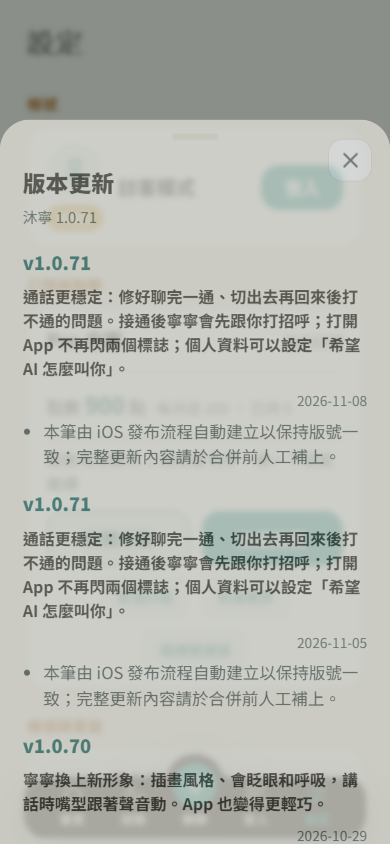 設定
版本更新
沐寧 1.0.71
v1.0.71
通話更穩定：修好聊完一通、切出去再回來後打
不通的問題。接通後寧寧會先跟你打招呼；打開
App 不再閃兩個標誌；個人資料可以設定「希望
AI 怎麼叫你」。
2026-11-08
• 本筆由 iOS 發布流程自動建立以保持版號一
致；完整更新內容請於合併前人工補上。
v1.0.71
通話更穩定：修好聊完一通、切出去再回來後打
不通的問題。接通後寧寧會先跟你打招呼；打開
App 不再閃兩個標誌；個人資料可以設定「希望
AI 怎麼叫你」。
2026-11-05
• 本筆由 iOS 發布流程自動建立以保持版號一
致；完整更新內容請於合併前人工補上。
v1.0.70
寧寧換上新形象：插畫風格、會眨眼和呼吸，講
話時嘴型跟著聲音動。App 也變得更輕巧。
2026-10-29